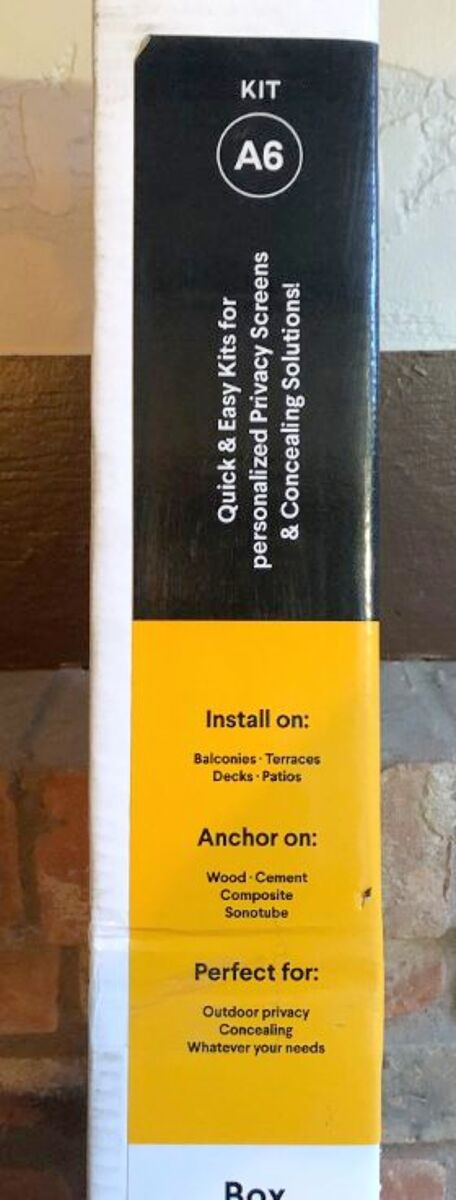 KIT
A6
Quick & Easy Kits for
personalized Privacy Screens
& Concealing Solutions!
Install on:
Balconies · Terraces
Decks · Patios
Anchor on:
Wood · Cement
Composite
Sonotube
Perfect for:
Outdoor privacy
Concealing
Whatever your needs
Box